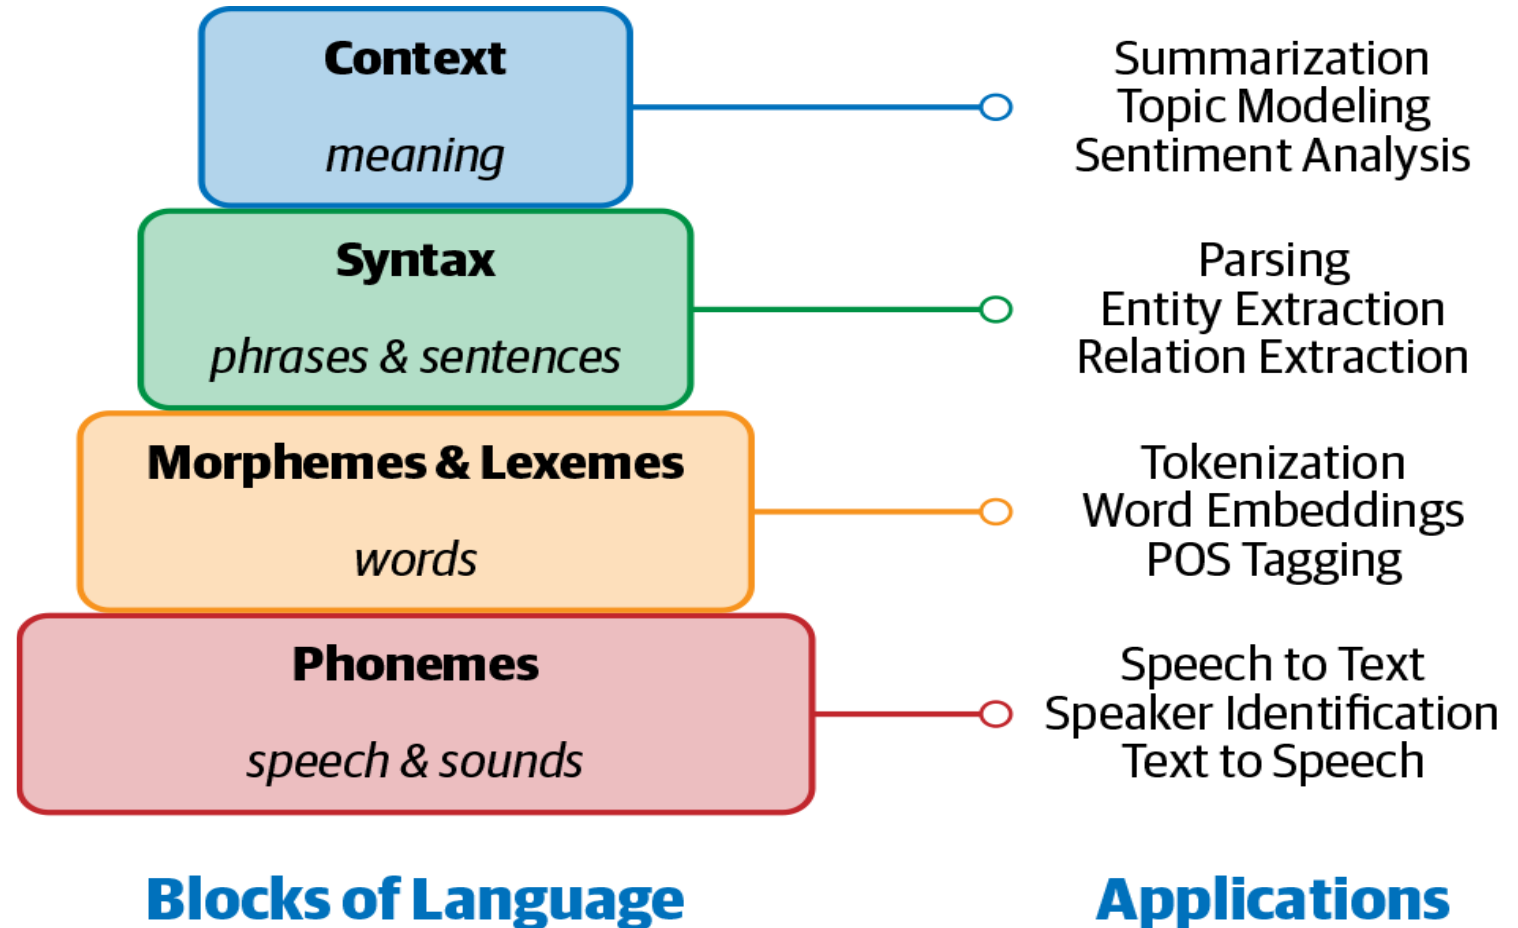 Context
meaning
Summarization
Topic Modeling
Sentiment Analysis
Syntax
phrases & sentences
Parsing
Entity Extraction
Relation Extraction
Morphemes & Lexemes
words
Tokenization
Word Embeddings
POS Tagging
Phonemes
speech & sounds
Speech to Text
Speaker Identification
Text to Speech
Blocks of Language
Applications